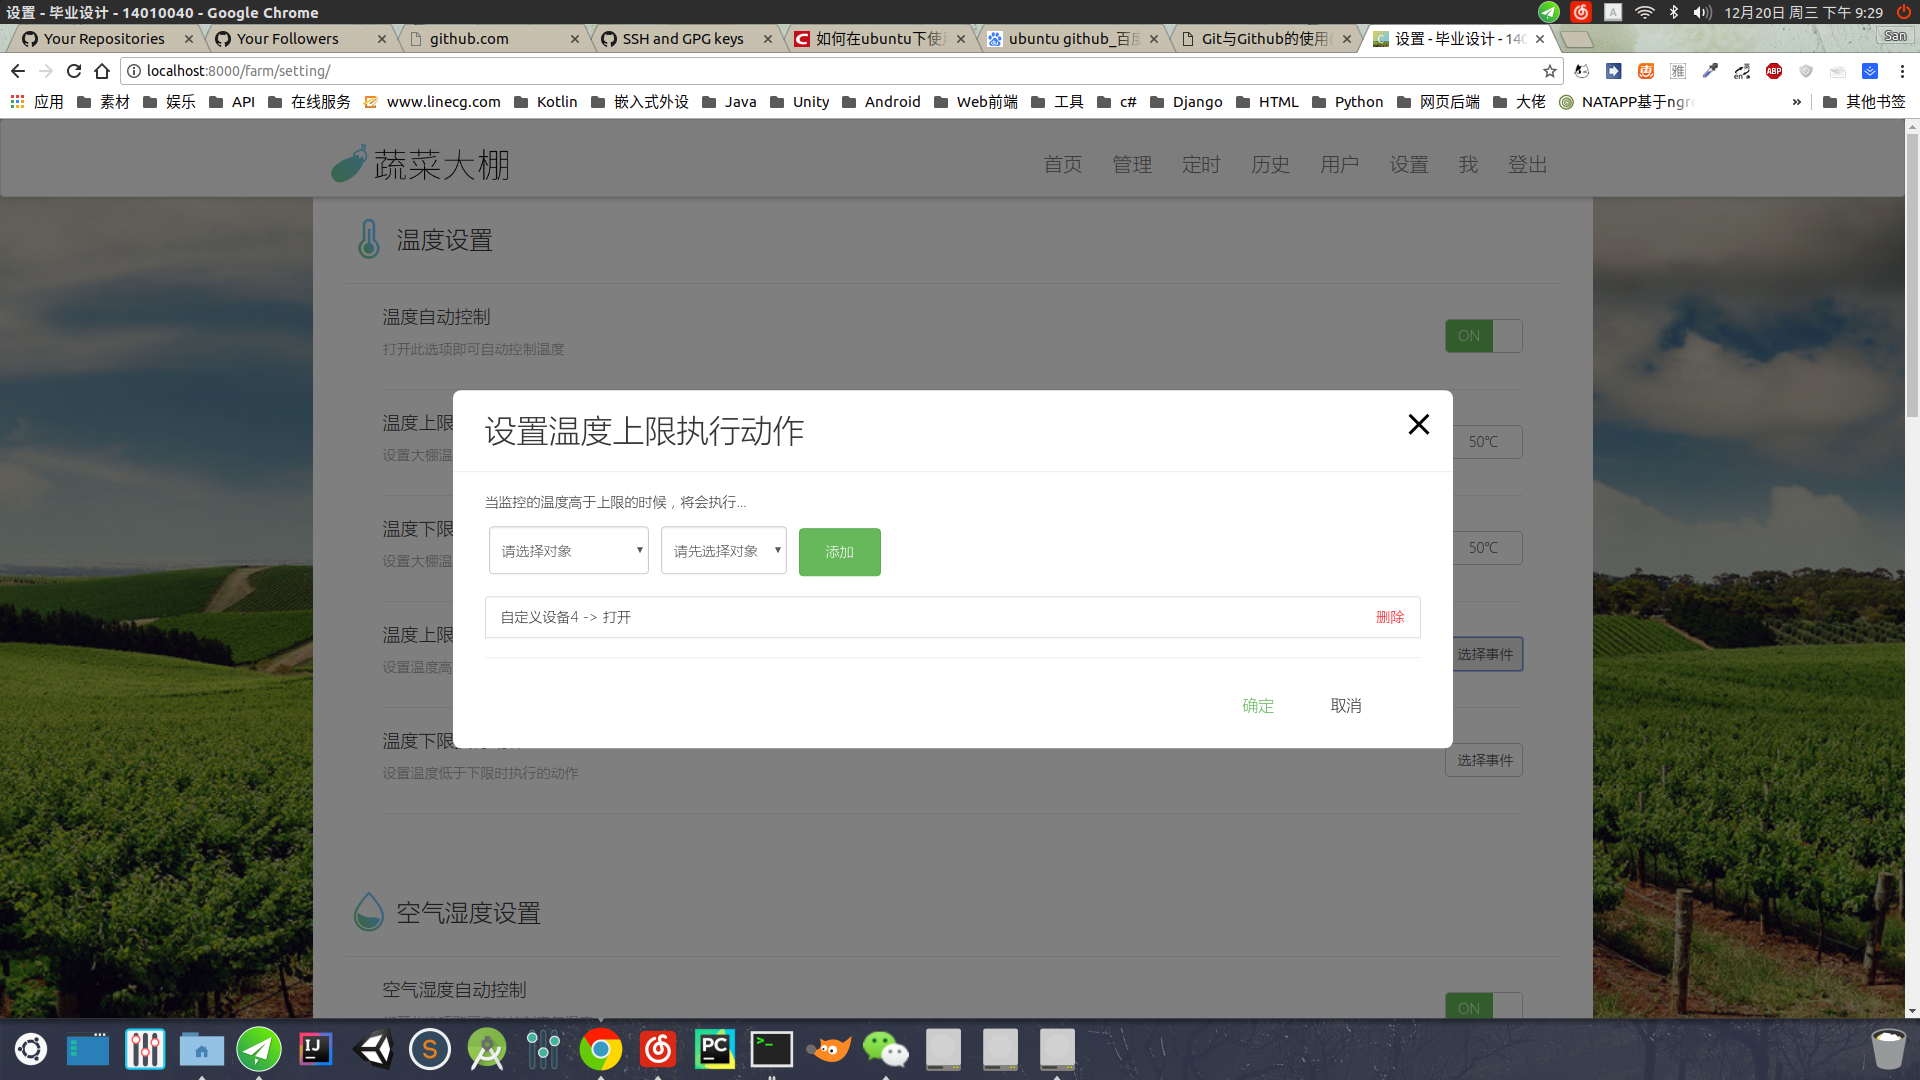 设置 - 毕业设计 - 14010040 - Google Chrome
12月20日 周三 下午 9:29
Your Repositories
Your Followers
github.com
SSH and GPG keys
如何在ubuntu下使用
ubuntu github_百度
Git与Github的使用
设置 - 毕业设计 - 140
San
localhost:8000/farm/setting/
应用 素材 娱乐 API 在线服务 www.linecg.com Kotlin 嵌入式外设 Java Unity Android Web前端 工具 c# Django HTML Python 网页后端 大佬 NATAPP基于ngr » 其他书签
蔬菜大棚
首页 管理 定时 历史 用户 设置 我 登出
温度设置
温度自动控制
打开此选项即可自动控制温度
ON
温度上限
设置大棚温
50℃
温度下限
设置大棚温
50℃
温度上限
设置温度高
选择事件
温度下限
设置温度低于下限时执行的动作
选择事件
设置温度上限执行动作
当监控的温度高于上限的时候，将会执行...
请选择对象
请先选择对象
添加
自定义设备4 -> 打开
删除
确定
取消
空气湿度设置
空气湿度自动控制
ON